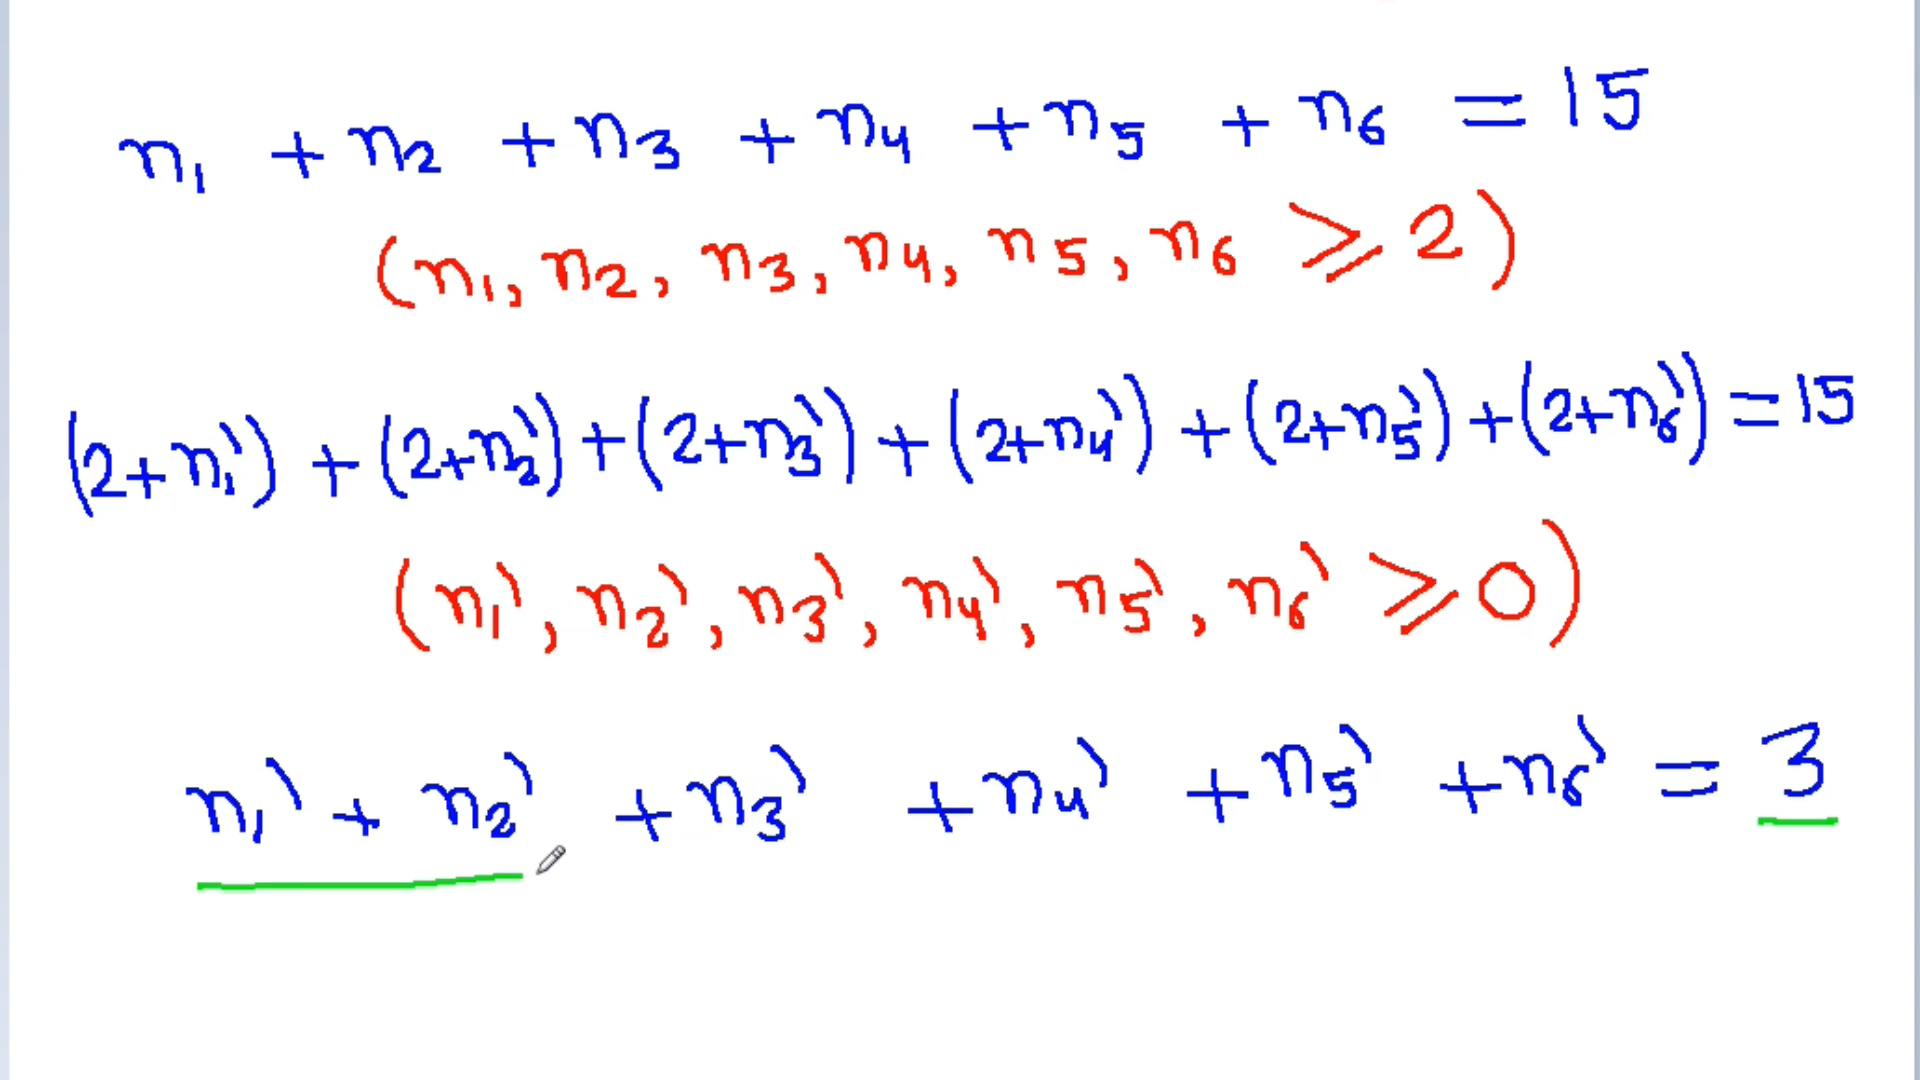 n₁ + n₂ + n₃ + n₄ + n₅ + n₆ = 15
(n₁, n₂, n₃, n₄, n₅, n₆ ⩾ 2)
(2+n₁') + (2+n₂') + (2+n₃') + (2+n₄') + (2+n₅') + (2+n₆') = 15
(n₁', n₂', n₃', n₄', n₅', n₆' ⩾ 0)
n₁' + n₂' + n₃' + n₄' + n₅' + n₆' = 3